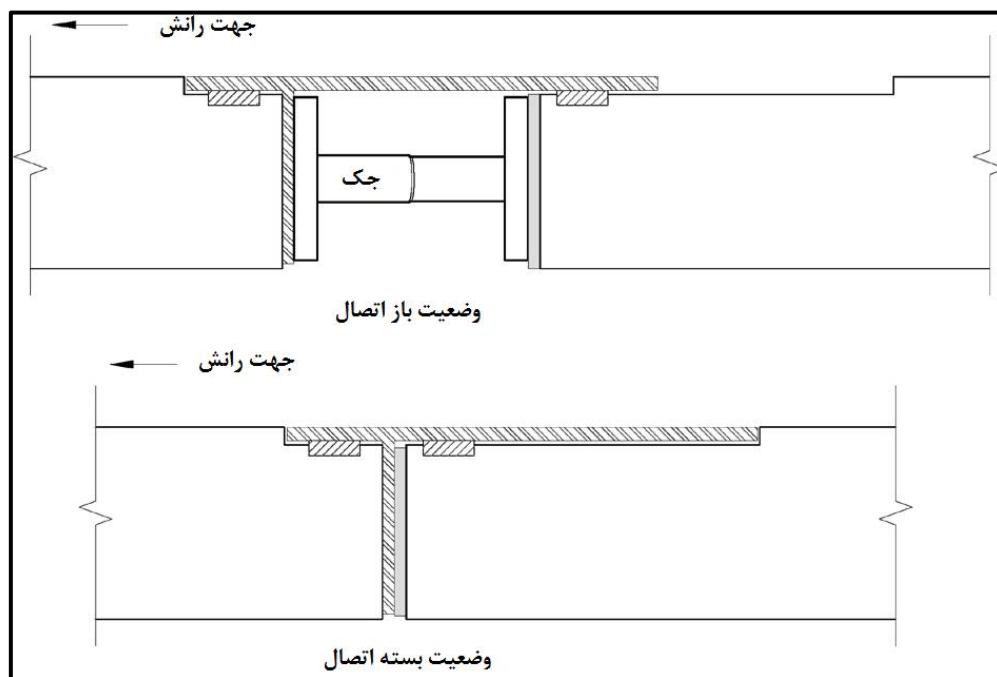 جهت رانش
جک
وضعیت باز اتصال
جهت رانش
وضعیت بسته اتصال